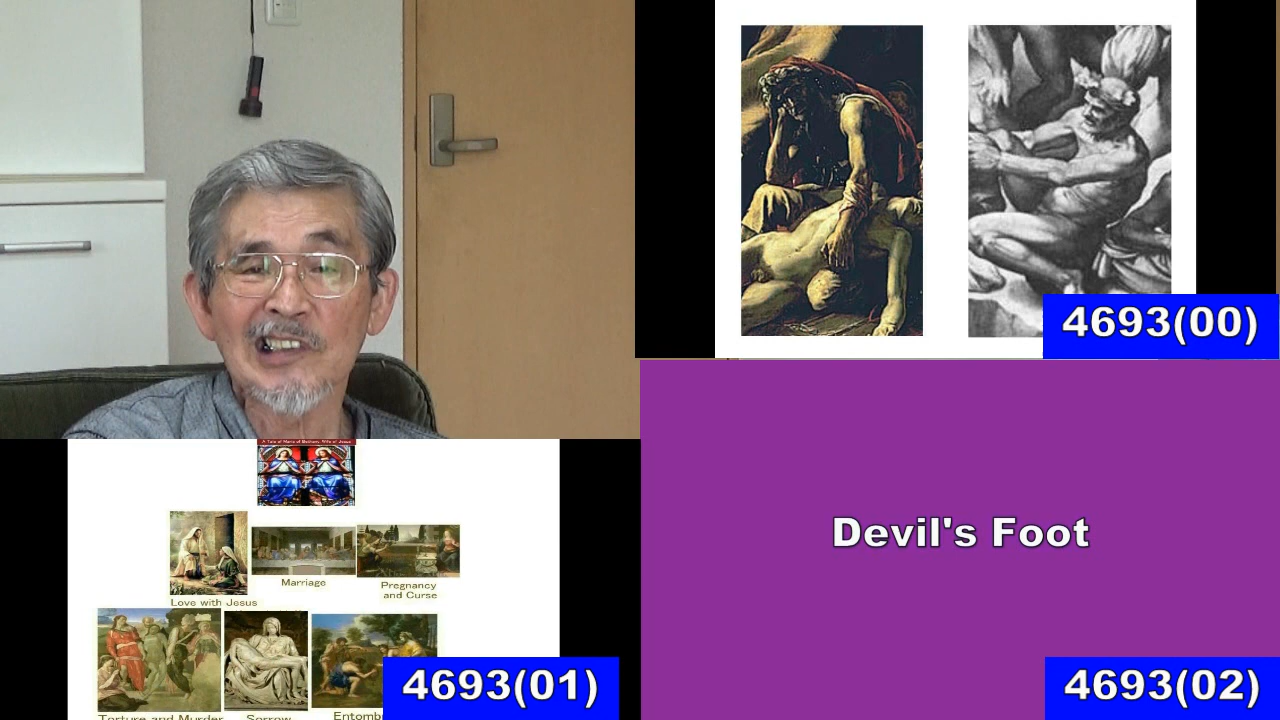 4693(00)
A Tale of Maria of Bethany, Wife of Jesus
Love with Jesus
Marriage
Pregnancy
and Curse
Torture and Murder
Sorrow
Entomb
4693(01)
Devil's Foot
4693(02)